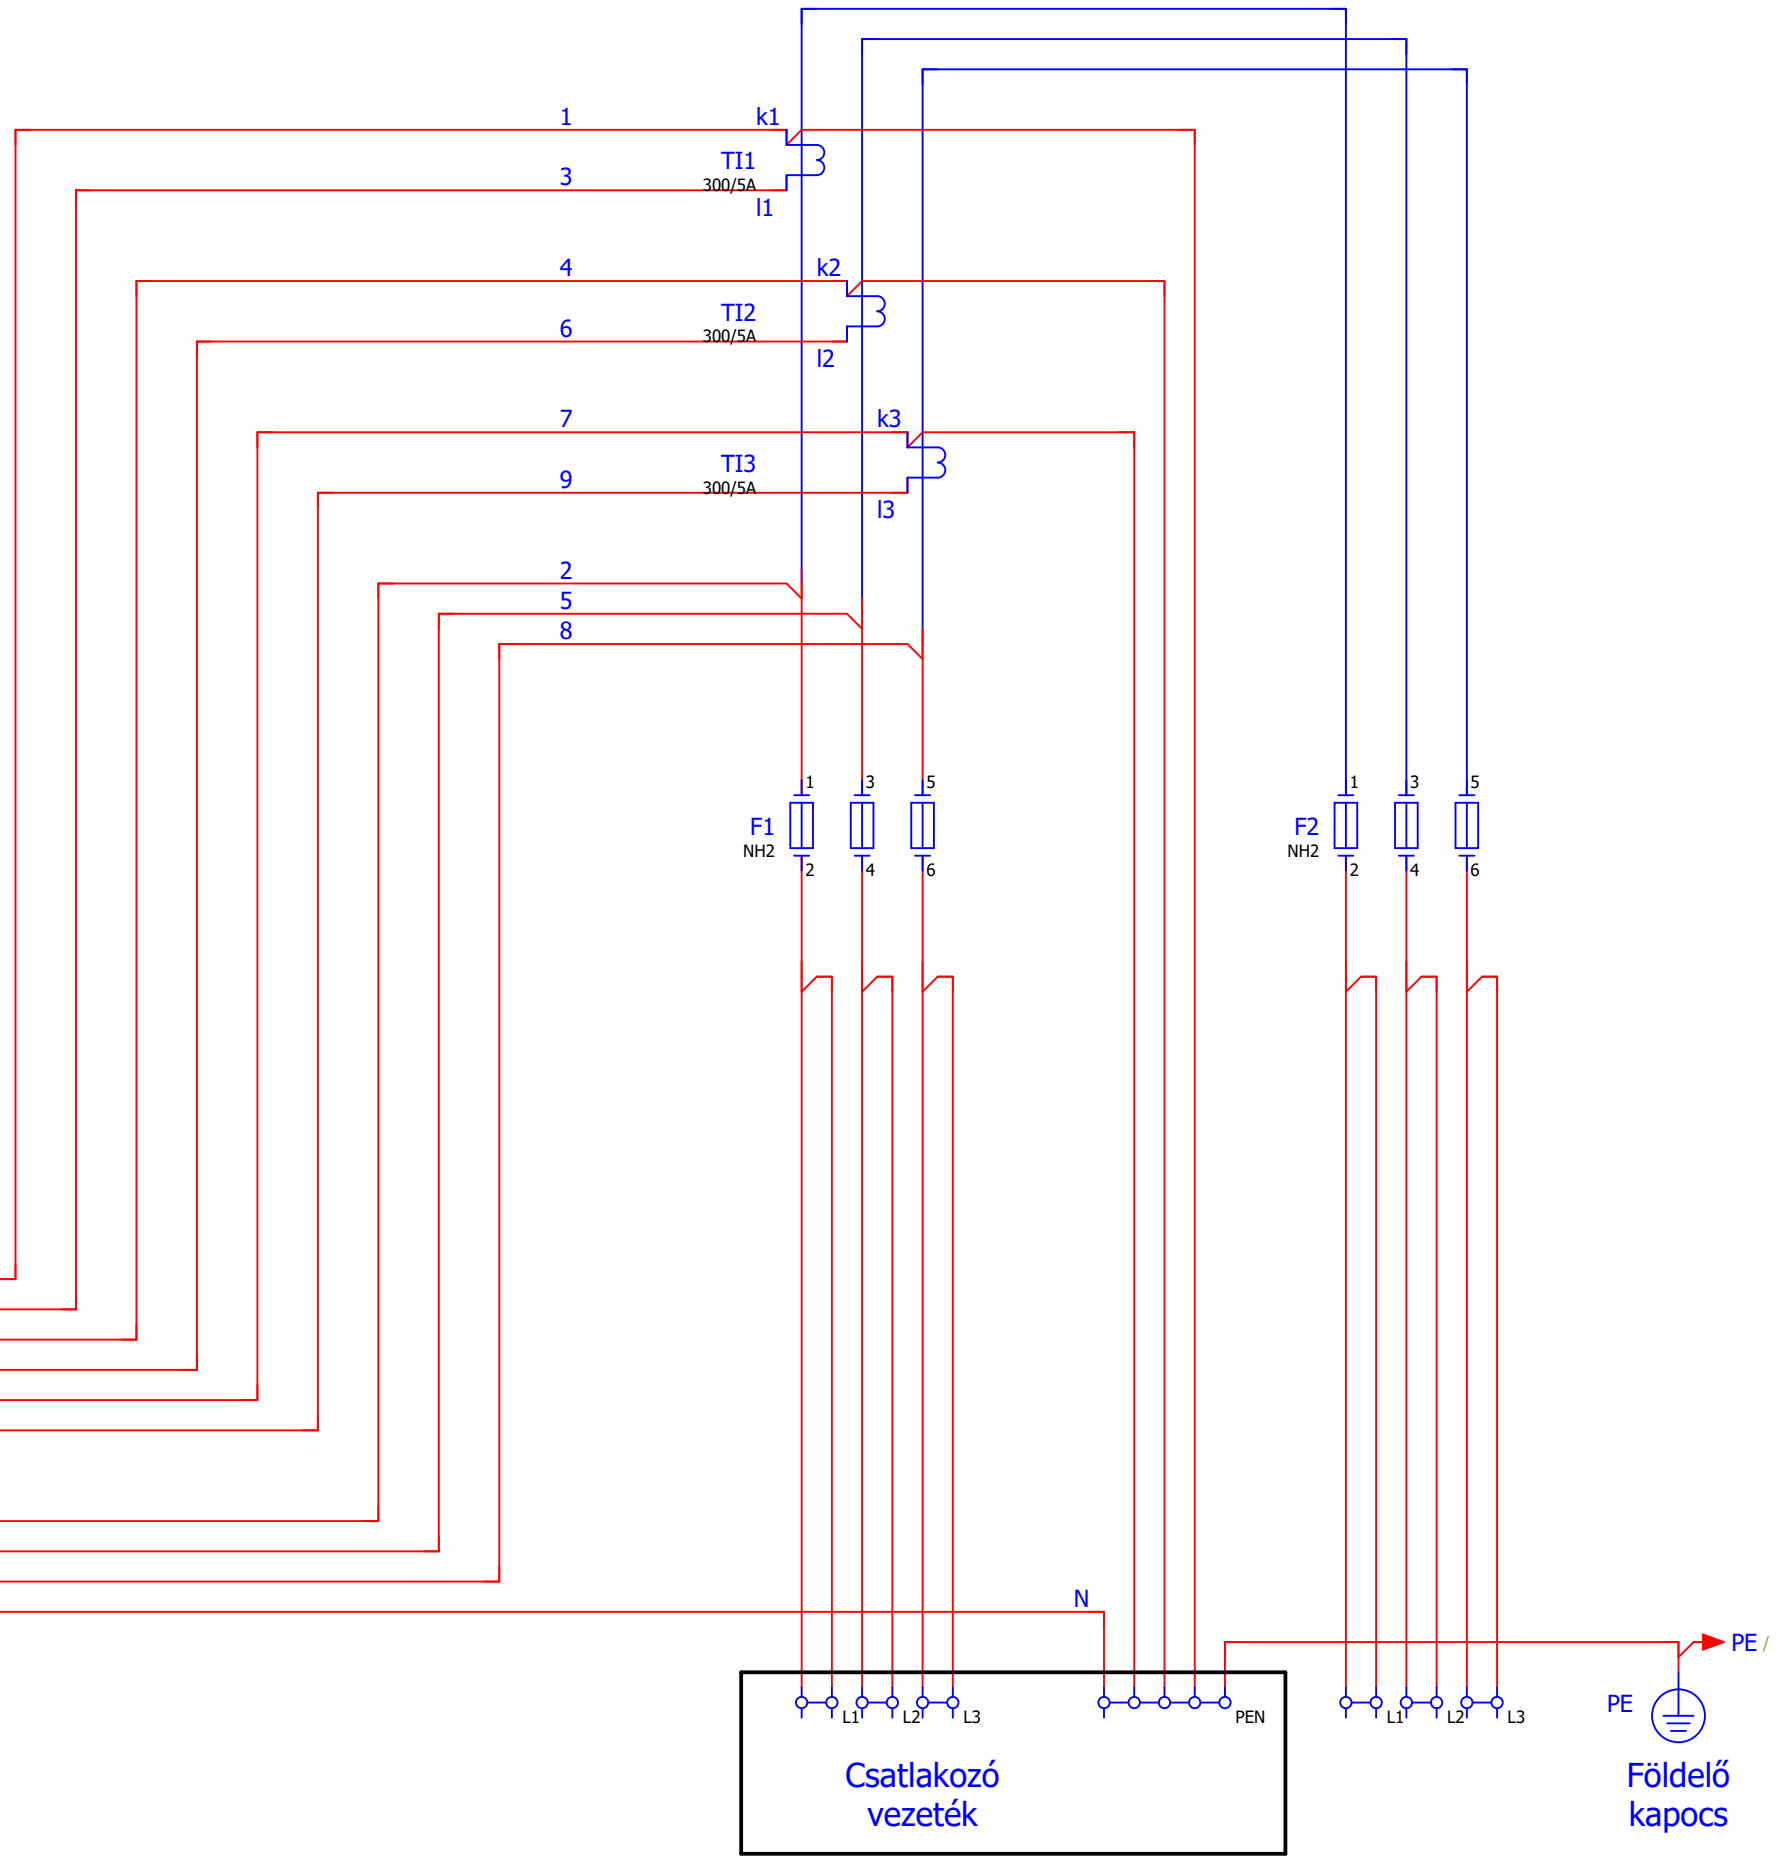 1
k1
TI1
3
300/5A
l1
4
k2
TI2
6
300/5A
l2
7
k3
TI3
9
300/5A
l3
2
5
8
1 3 5
F1
NH2
2 4 6
1 3 5
F2
NH2
2 4 6
N
PE /
L1 L2 L3
PEN
L1 L2 L3
PE
Csatlakozó
vezeték
Földelő
kapocs